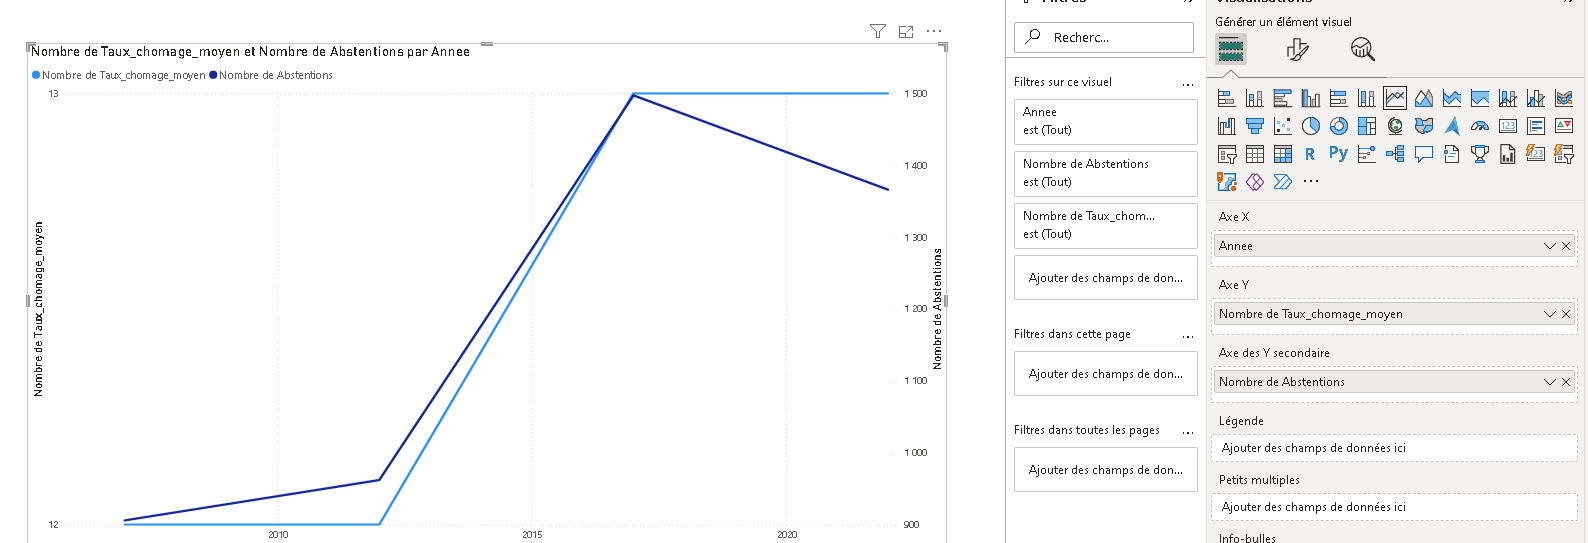 Nombre de Taux_chomage_moyen et Nombre de Abstentions par Annee
Nombre de Taux_chomage_moyen Nombre de Abstentions
13
12
Nombre de Taux_chomage_moyen
1 500
1 400
1 300
1 200
1 100
1 000
900
Nombre de Abstentions
2010 2015 2020
Filtres
Recherc...
Filtres sur ce visuel ...
Annee
est (Tout)
Nombre de Abstentions
est (Tout)
Nombre de Taux_chom...
est (Tout)
Ajouter des champs de don...
Filtres dans cette page ...
Ajouter des champs de don...
Filtres dans toutes les pages ...
Ajouter des champs de don...
Visualisations
Générer un élément visuel
123
R Py
123
...
Axe X
Annee
Axe Y
Nombre de Taux_chomage_moyen
Axe des Y secondaire
Nombre de Abstentions
Légende
Ajouter des champs de données ici
Petits multiples
Ajouter des champs de données ici
Info-bulles